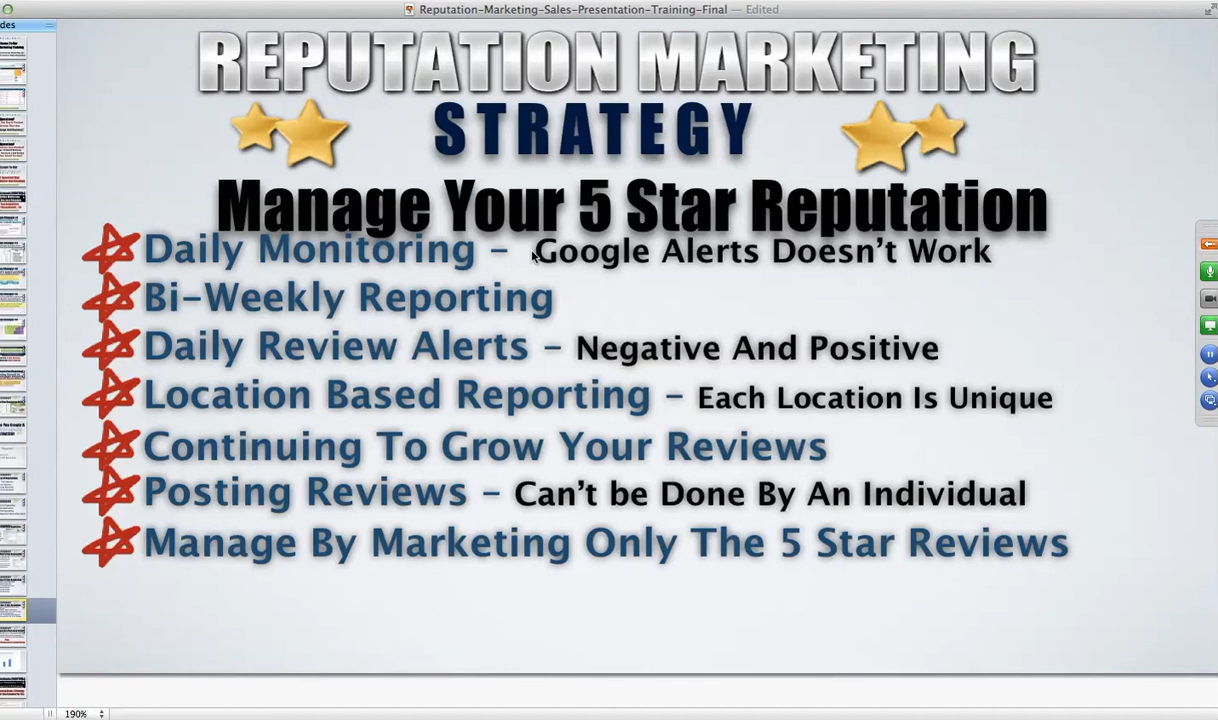 Reputation-Marketing-Sales-Presentation-Training-Final — Edited
des
REPUTATION MARKETING
STRATEGY
Manage Your 5 Star Reputation
Daily Monitoring - Google Alerts Doesn't Work
Bi-Weekly Reporting
Daily Review Alerts - Negative And Positive
Location Based Reporting - Each Location Is Unique
Continuing To Grow Your Reviews
Posting Reviews - Can't be Done By An Individual
Manage By Marketing Only The 5 Star Reviews
190%